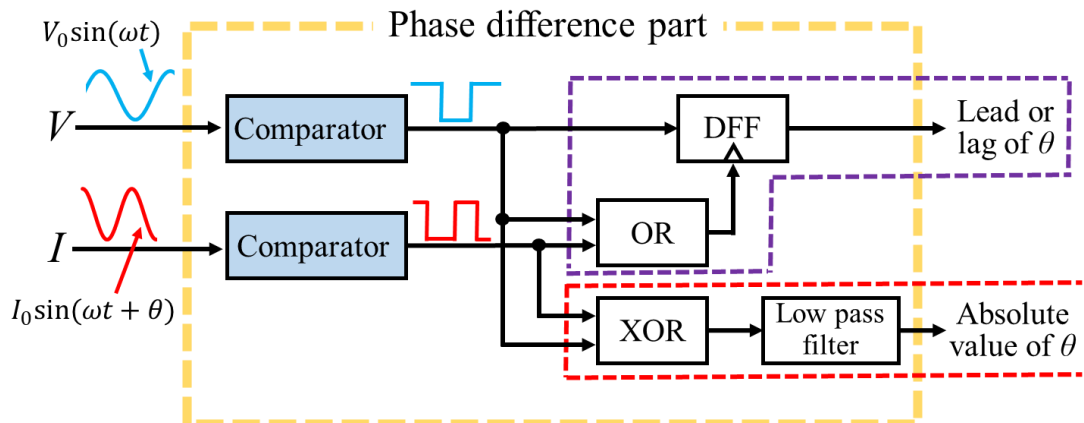 Phase difference part
V₀sin(ωt)
V
Comparator
DFF
Lead or
lag of θ
I
Comparator
OR
I₀sin(ωt + θ)
XOR
Low pass
filter
Absolute
value of θ